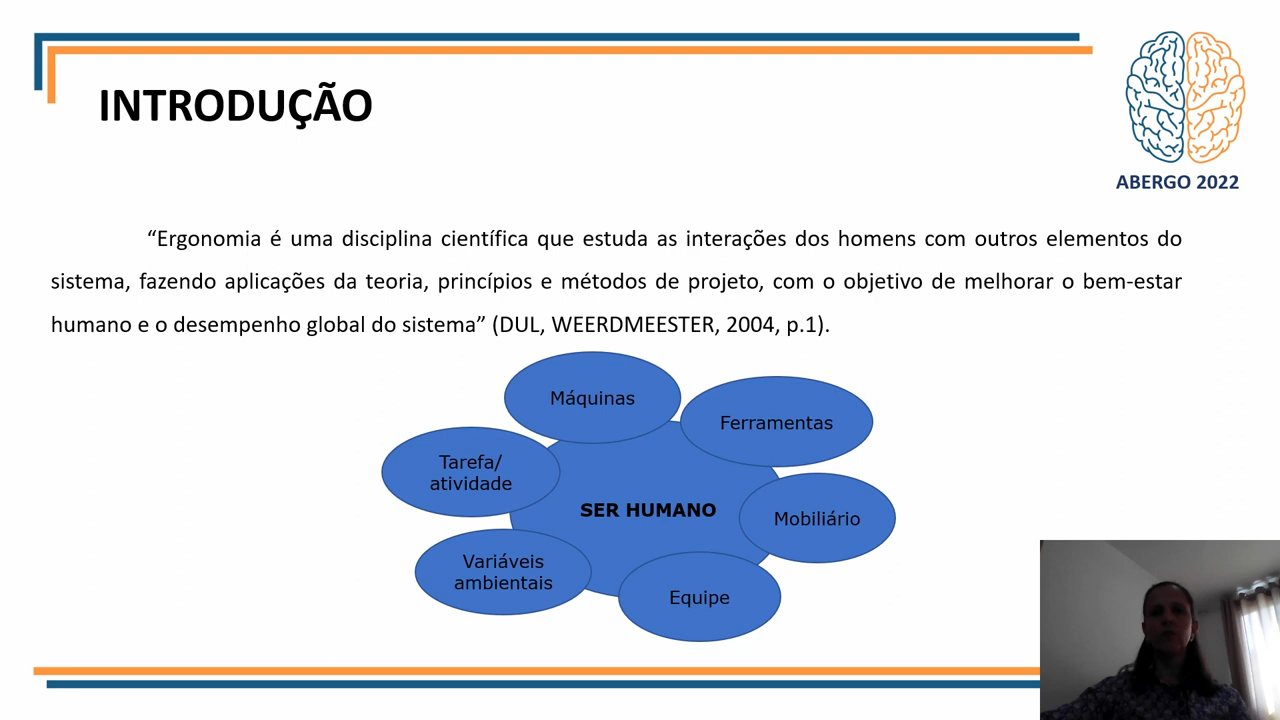 INTRODUÇÃO
ABERGO 2022
“Ergonomia é uma disciplina científica que estuda as interações dos homens com outros elementos do
sistema, fazendo aplicações da teoria, princípios e métodos de projeto, com o objetivo de melhorar o bem-estar
humano e o desempenho global do sistema” (DUL, WEERDMEESTER, 2004, p.1).
Máquinas
Ferramentas
Tarefa/
atividade
SER HUMANO
Mobiliário
Variáveis
ambientais
Equipe